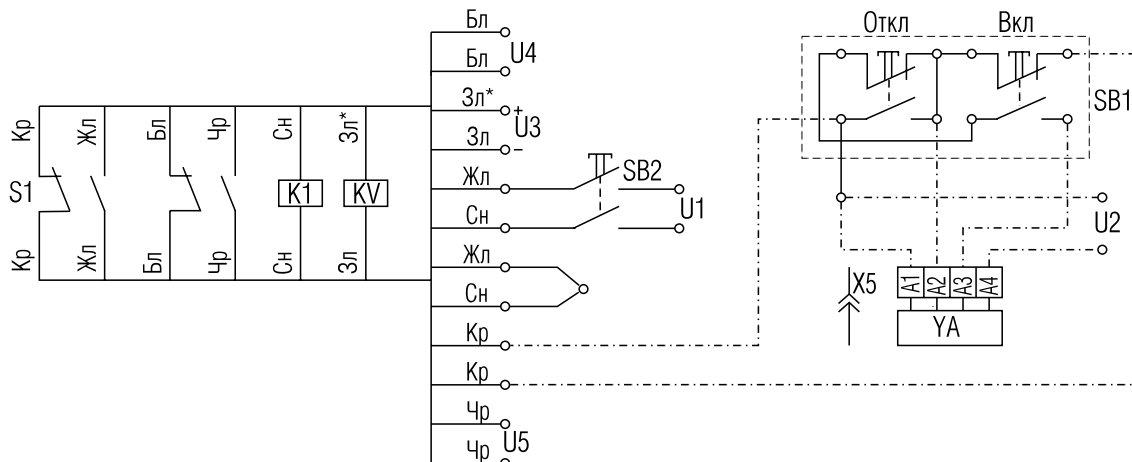 Бл
U4
Бл
Зл*
+
U3
Зл
−
Жл
SB2
U1
Сн
Жл
Сн
Кр
Кр
Чр
U5
Чр
Кр
Жл
Бл
Чр
Сн
Зл*
S1
K1
KV
Кр
Жл
Бл
Чр
Сн
Зл
Откл
Вкл
SB1
U2
X5
A1
A2
A3
A4
YA